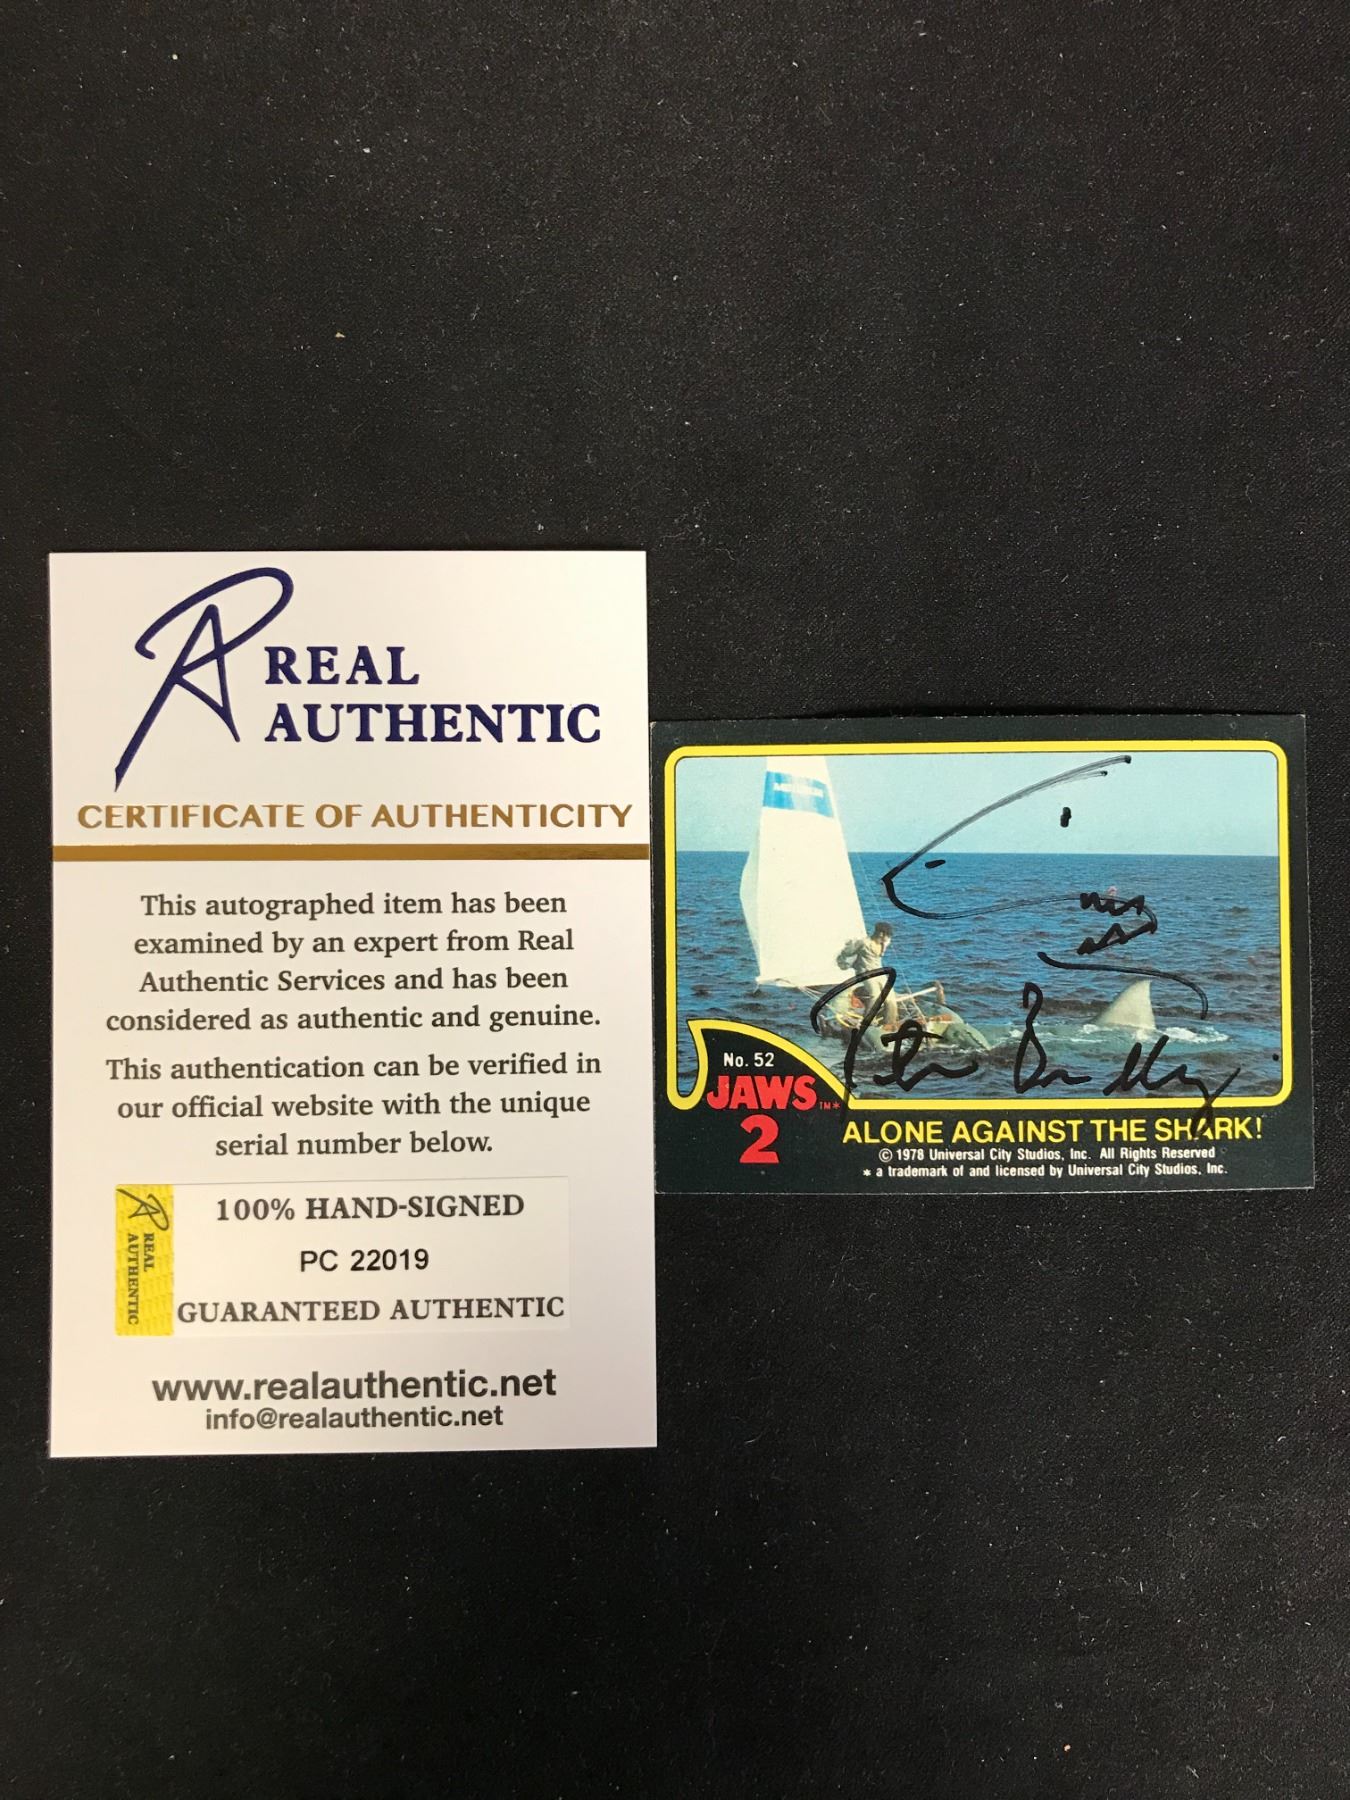 REAL
AUTHENTIC
CERTIFICATE OF AUTHENTICITY
This autographed item has been
examined by an expert from Real
Authentic Services and has been
considered as authentic and genuine.
This authentication can be verified in
our official website with the unique
serial number below.
REAL
AUTHENTIC
100% HAND-SIGNED
PC 22019
GUARANTEED AUTHENTIC
www.realauthentic.net
info@realauthentic.net
Peter Benchley
No. 52
JAWS TM*
2
ALONE AGAINST THE SHARK!
© 1978 Universal City Studios, Inc. All Rights Reserved
* a trademark of and licensed by Universal City Studios, Inc.